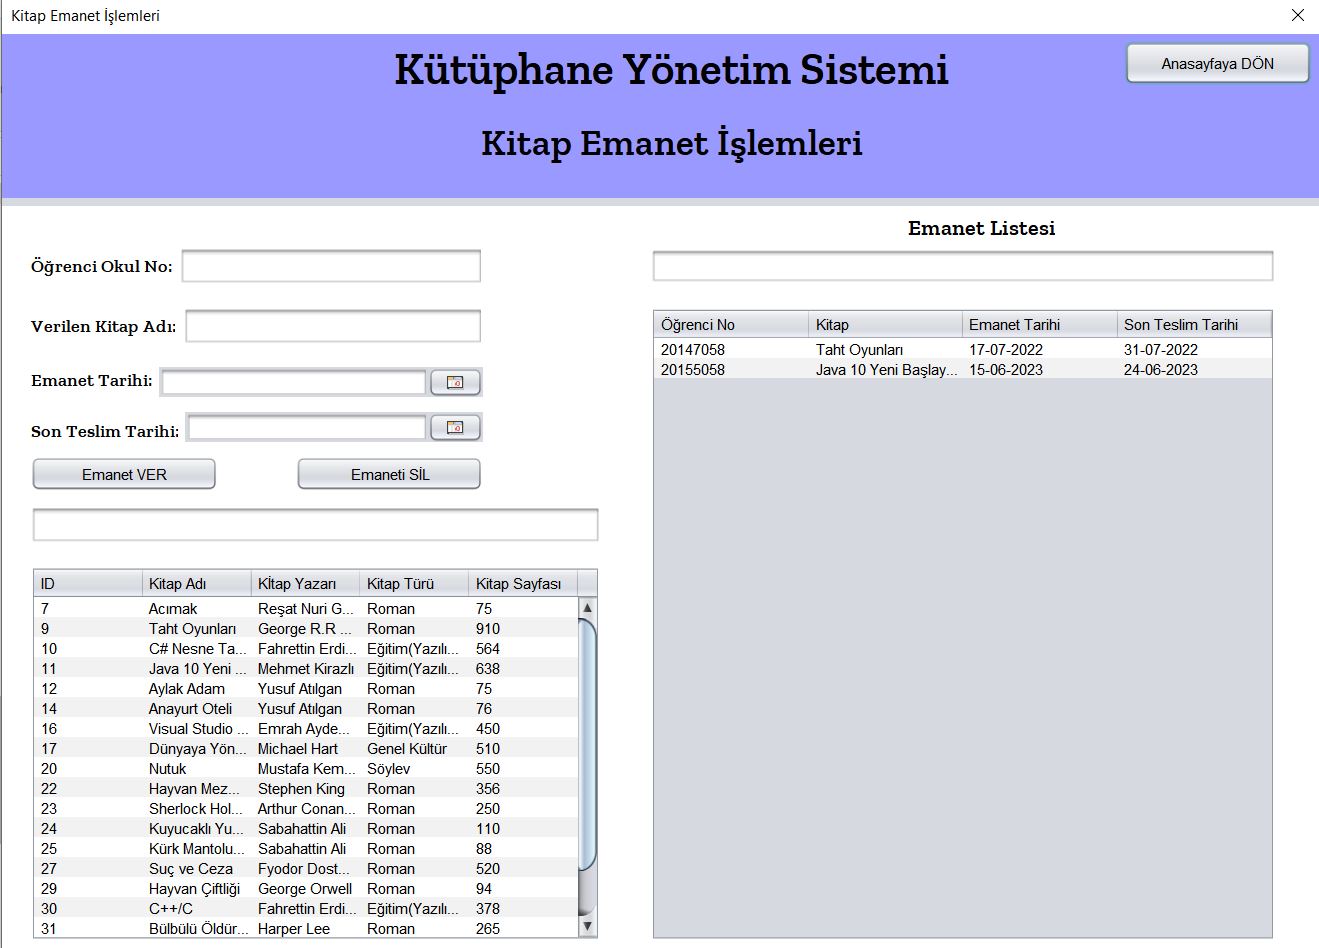 Kitap Emanet İşlemleri
Kütüphane Yönetim Sistemi
Anasayfaya DÖN
Kitap Emanet İşlemleri
Öğrenci Okul No:
Verilen Kitap Adı:
Emanet Tarihi:
Son Teslim Tarihi:
Emanet VER Emaneti SİL
ID Kitap Adı Kİtap Yazarı Kitap Türü Kitap Sayfası
7 Acımak Reşat Nuri G... Roman 75
9 Taht Oyunları George R.R ... Roman 910
10 C# Nesne Ta... Fahrettin Erdi... Eğitim(Yazılı... 564
11 Java 10 Yeni ... Mehmet Kirazlı Eğitim(Yazılı... 638
12 Aylak Adam Yusuf Atılgan Roman 75
14 Anayurt Oteli Yusuf Atılgan Roman 76
16 Visual Studio ... Emrah Ayde... Eğitim(Yazılı... 450
17 Dünyaya Yön... Michael Hart Genel Kültür 510
20 Nutuk Mustafa Kem... Söylev 550
22 Hayvan Mez... Stephen King Roman 356
23 Sherlock Hol... Arthur Conan... Roman 250
24 Kuyucaklı Yu... Sabahattin Ali Roman 110
25 Kürk Mantolu... Sabahattin Ali Roman 88
27 Suç ve Ceza Fyodor Dost... Roman 520
29 Hayvan Çiftliği George Orwell Roman 94
30 C++/C Fahrettin Erdi... Eğitim(Yazılı... 378
31 Bülbülü Öldür... Harper Lee Roman 265
Emanet Listesi
Öğrenci No Kitap Emanet Tarihi Son Teslim Tarihi
20147058 Taht Oyunları 17-07-2022 31-07-2022
20155058 Java 10 Yeni Başlay... 15-06-2023 24-06-2023